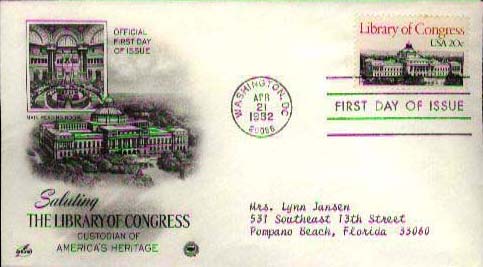 OFFICIAL
FIRST DAY
OF ISSUE
MAIN READING ROOM
Saluting
THE LIBRARY OF CONGRESS
CUSTODIAN OF
AMERICA'S HERITAGE
Library of Congress
USA 20c
WASHINGTON, DC
APR
21
1982
FIRST DAY OF ISSUE
Mrs. Lynn Jansen
531 Southeast 13th Street
Pompano Beach, Florida 33060